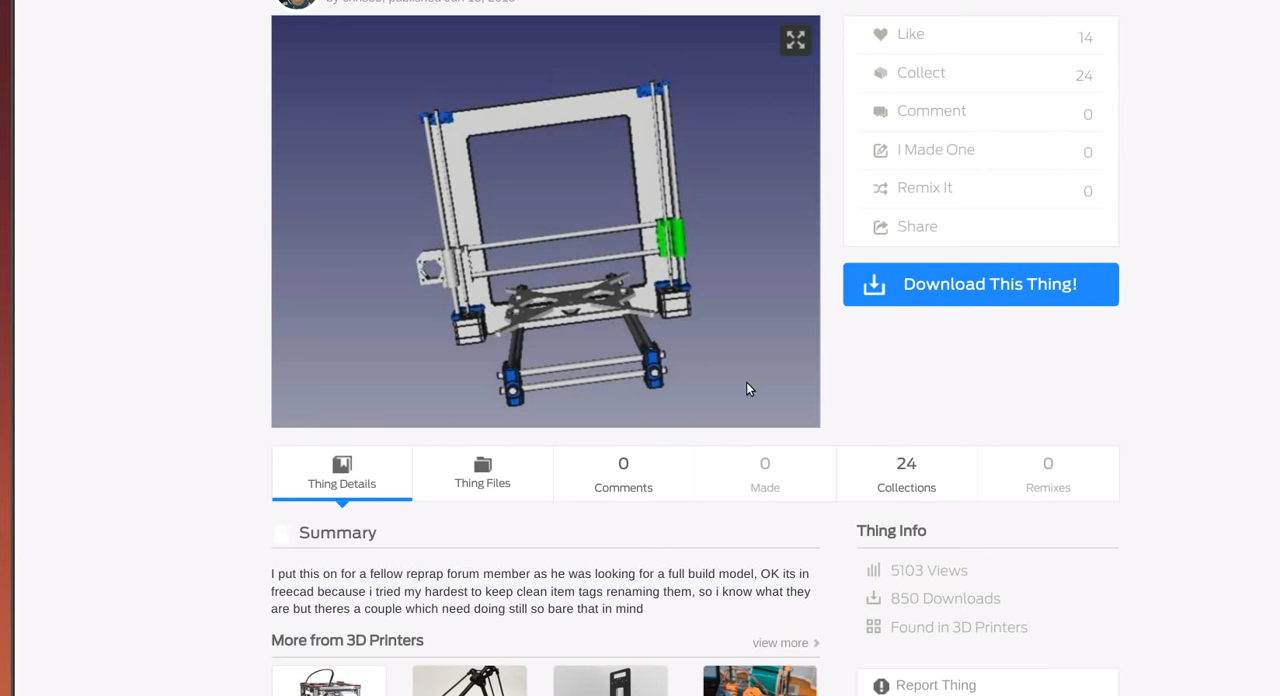 Like
14
Collect
24
Comment
0
I Made One
0
Remix It
0
Share
Download This Thing!
Thing Details
Thing Files
0
Comments
0
Made
24
Collections
0
Remixes
Summary
I put this on for a fellow reprap forum member as he was looking for a full build model, OK its in
freecad because i tried my hardest to keep clean item tags renaming them, so i know what they
are but theres a couple which need doing still so bare that in mind
More from 3D Printers
view more
Thing Info
5103 Views
850 Downloads
Found in 3D Printers
Report Thing